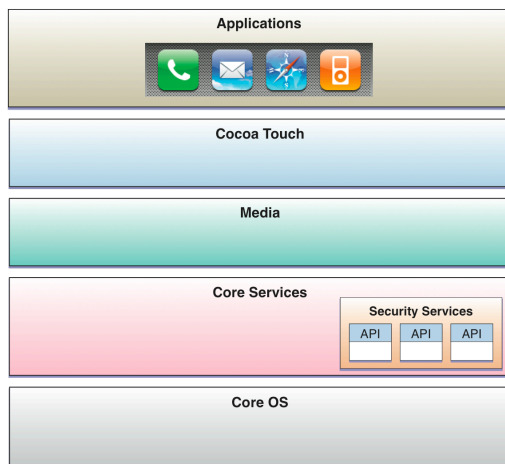 Applications
Cocoa Touch
Media
Core Services
Security Services
API API API
Core OS